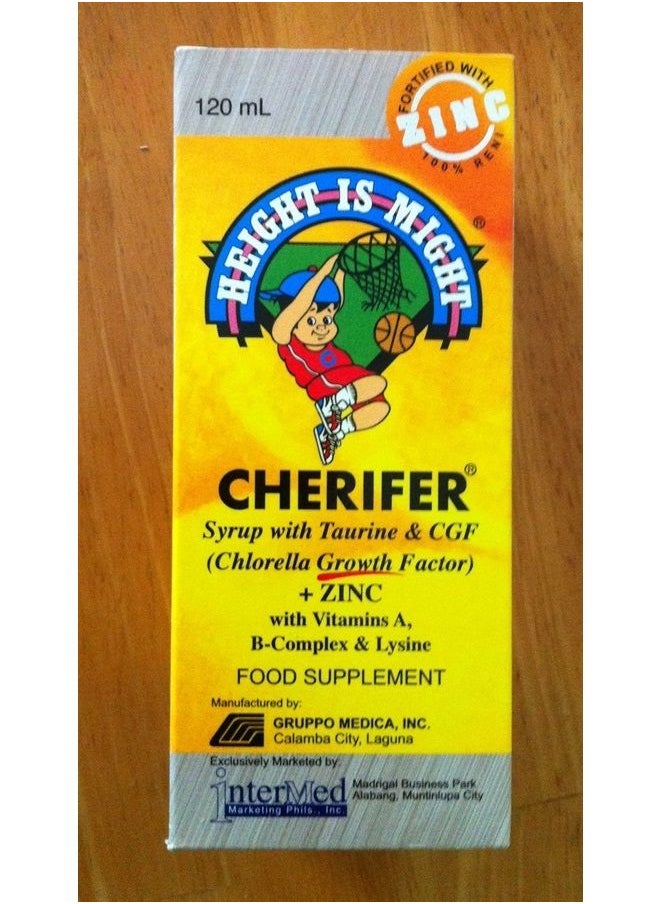 120 mL
FORTIFIED WITH
ZINC
100% RENI
HEIGHT IS MIGHT®
C
CHERIFER®
Syrup with Taurine & CGF
(Chlorella Growth Factor)
+ ZINC
with Vitamins A,
B-Complex & Lysine
FOOD SUPPLEMENT
Manufactured by:
GRUPPO MEDICA, INC.
Calamba City, Laguna
Exclusively Marketed by:
interMed
Marketing Phils., Inc.
Madrigal Business Park
Alabang, Muntinlupa City